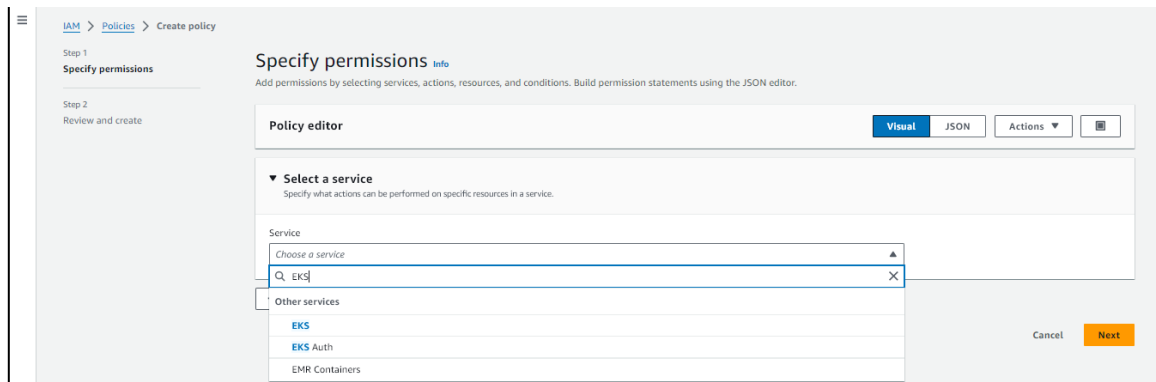 IAM > Policies > Create policy
Step 1
Specify permissions
Step 2
Review and create
Specify permissions Info
Add permissions by selecting services, actions, resources, and conditions. Build permission statements using the JSON editor.
Policy editor
Visual JSON Actions
Select a service
Specify what actions can be performed on specific resources in a service.
Service
Choose a service
EKS
Other services
EKS
EKS Auth
EMR Containers
Cancel Next